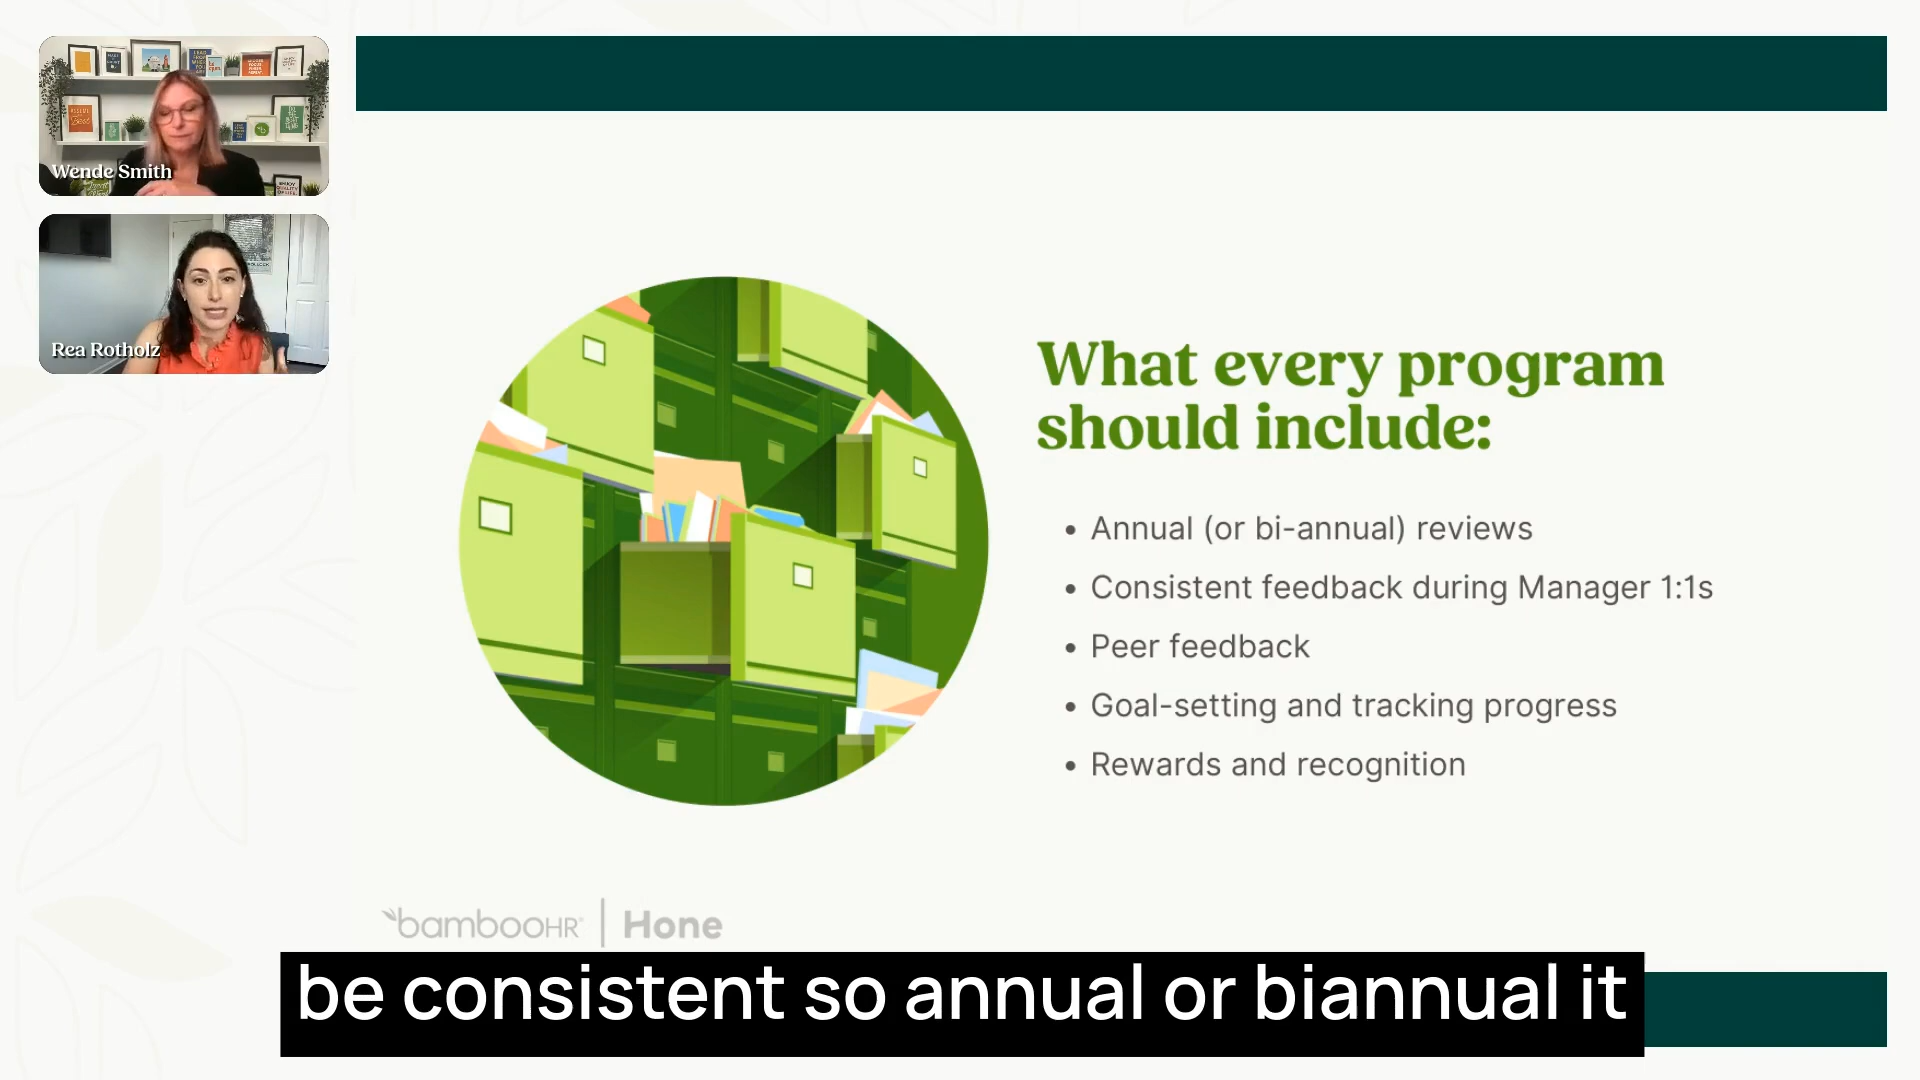 Wende Smith
Rea Rotholz
What every program
should include:
• Annual (or bi-annual) reviews
• Consistent feedback during Manager 1:1s
• Peer feedback
• Goal-setting and tracking progress
• Rewards and recognition
bambooHR | Hone
be consistent so annual or biannual it